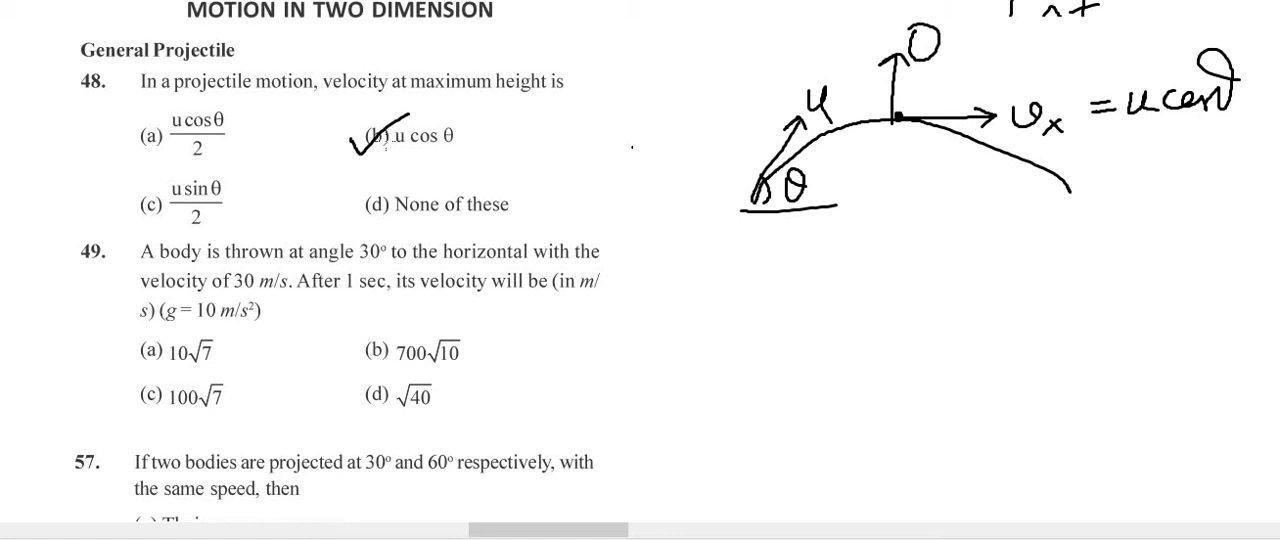 MOTION IN TWO DIMENSION
General Projectile
48. In a projectile motion, velocity at maximum height is
(a) u cos θ / 2 (b) u cos θ
(c) u sin θ / 2 (d) None of these
49. A body is thrown at angle 30° to the horizontal with the
velocity of 30 m/s. After 1 sec, its velocity will be (in m/
s) (g = 10 m/s²)
(a) 10√7 (b) 700√10
(c) 100√7 (d) √40
57. If two bodies are projected at 30° and 60° respectively, with
the same speed, then
0
u
θ
v_x = u cos θ